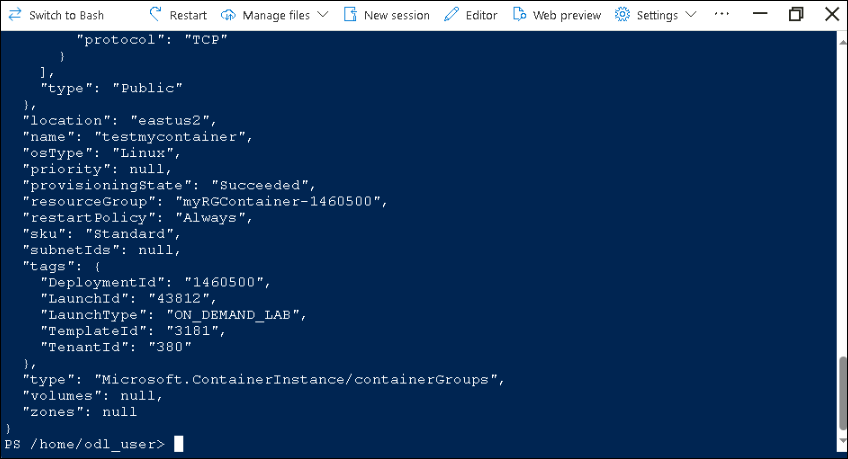 Switch to Bash Restart Manage files New session Editor Web preview Settings ...
"protocol": "TCP"
}
],
"type": "Public"
},
"location": "eastus2",
"name": "testmycontainer",
"osType": "Linux",
"priority": null,
"provisioningState": "Succeeded",
"resourceGroup": "myRGContainer-1460500",
"restartPolicy": "Always",
"sku": "Standard",
"subnetIds": null,
"tags": {
"DeploymentId": "1460500",
"LaunchId": "43812",
"LaunchType": "ON_DEMAND_LAB",
"TemplateId": "3181",
"TenantId": "380"
},
"type": "Microsoft.ContainerInstance/containerGroups",
"volumes": null,
"zones": null
}
PS /home/odl_user>